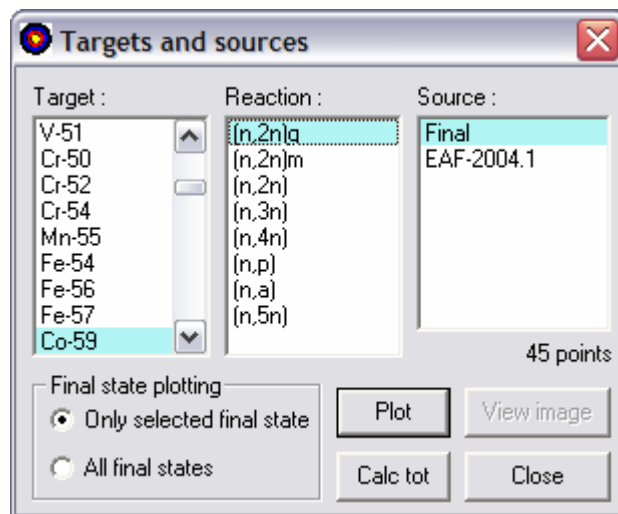 Targets and sources
Target :
V-51
Cr-50
Cr-52
Cr-54
Mn-55
Fe-54
Fe-56
Fe-57
Co-59
Reaction :
(n,2n)g
(n,2n)m
(n,2n)
(n,3n)
(n,4n)
(n,p)
(n,a)
(n,5n)
Source :
Final
EAF-2004.1
45 points
Final state plotting
Only selected final state
All final states
Plot
View image
Calc tot
Close